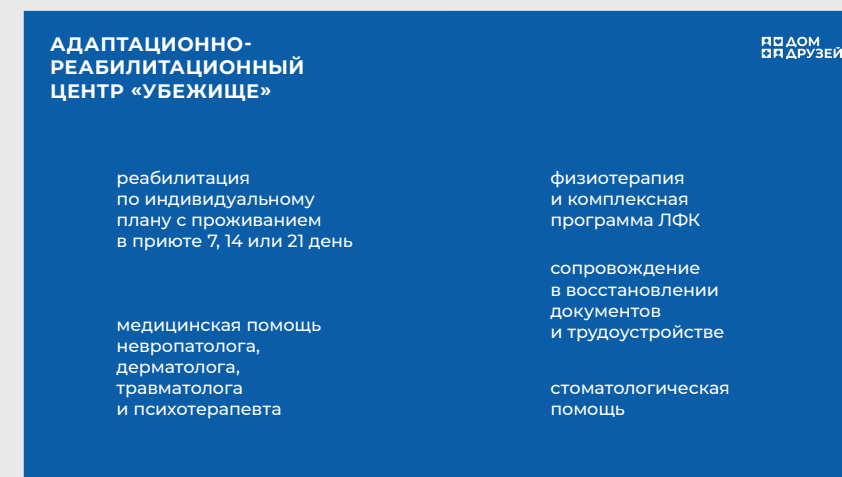 АДАПТАЦИОННО-
РЕАБИЛИТАЦИОННЫЙ
ЦЕНТР «УБЕЖИЩЕ»
ДОМ
ДРУЗЕЙ
реабилитация
по индивидуальному
плану с проживанием
в приюте 7, 14 или 21 день
медицинская помощь
невропатолога,
дерматолога,
травматолога
и психотерапевта
физиотерапия
и комплексная
программа ЛФК
сопровождение
в восстановлении
документов
и трудоустройстве
стоматологическая
помощь